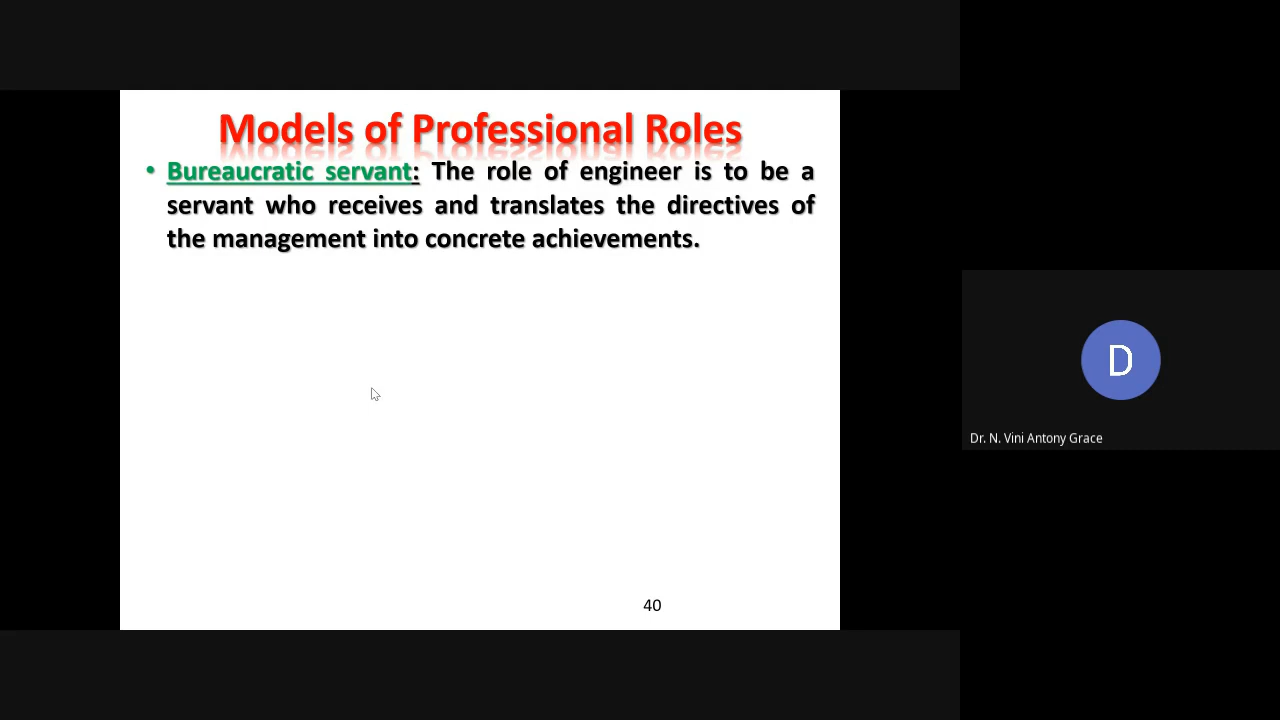 Models of Professional Roles
• Bureaucratic servant: The role of engineer is to be a
servant who receives and translates the directives of
the management into concrete achievements.
40
D
Dr. N. Vini Antony Grace